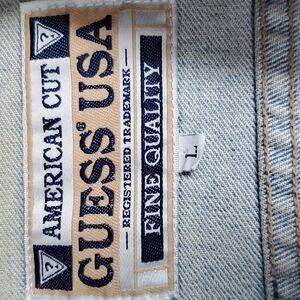 ? AMERICAN CUT ?
GUESS® USA
REGISTERED TRADEMARK
FINE QUALITY
L